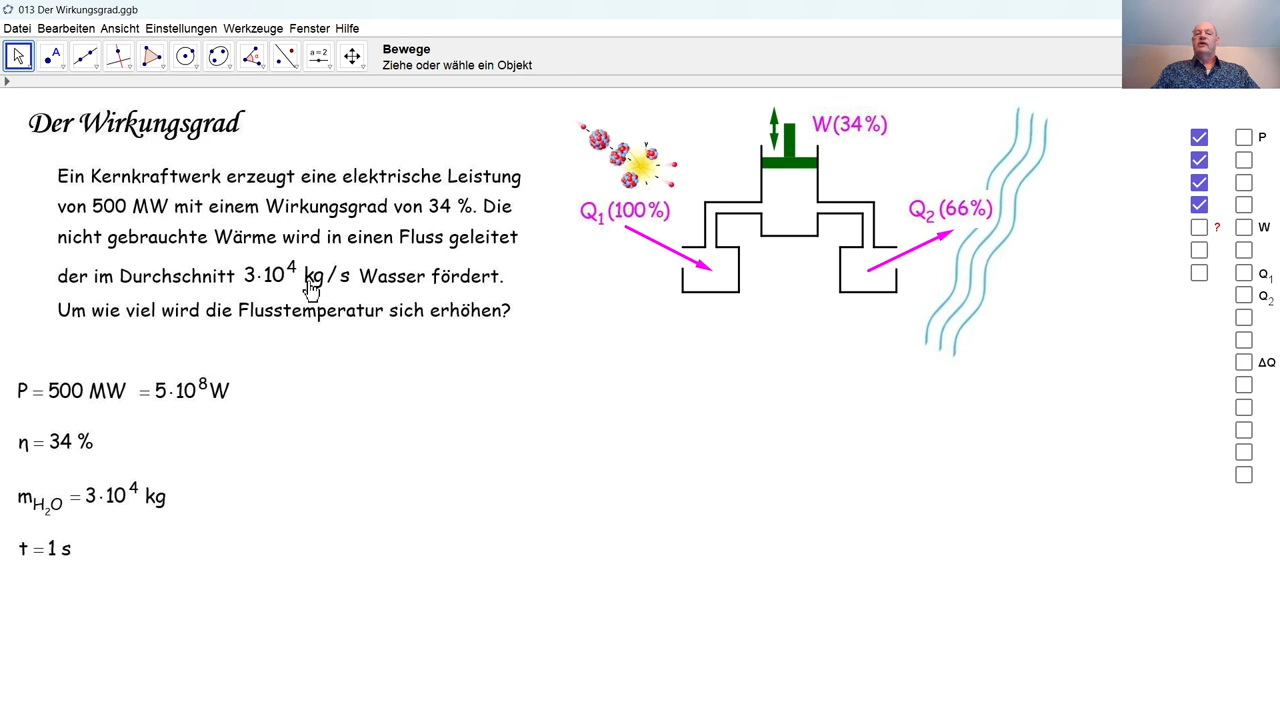 013 Der Wirkungsgrad.ggb
Datei Bearbeiten Ansicht Einstellungen Werkzeuge Fenster Hilfe
A
a=2
Bewege
Ziehe oder wähle ein Objekt
Der Wirkungsgrad
Ein Kernkraftwerk erzeugt eine elektrische Leistung
von 500 MW mit einem Wirkungsgrad von 34 %. Die
nicht gebrauchte Wärme wird in einen Fluss geleitet
der im Durchschnitt 3·10⁴ kg/s Wasser fördert.
Um wie viel wird die Flusstemperatur sich erhöhen?
W(34%)
Q₁(100%)
Q₂(66%)
P = 500 MW = 5·10⁸W
η = 34 %
m_H₂O = 3·10⁴ kg
t = 1 s
P
? W
Q₁
Q₂
ΔQ